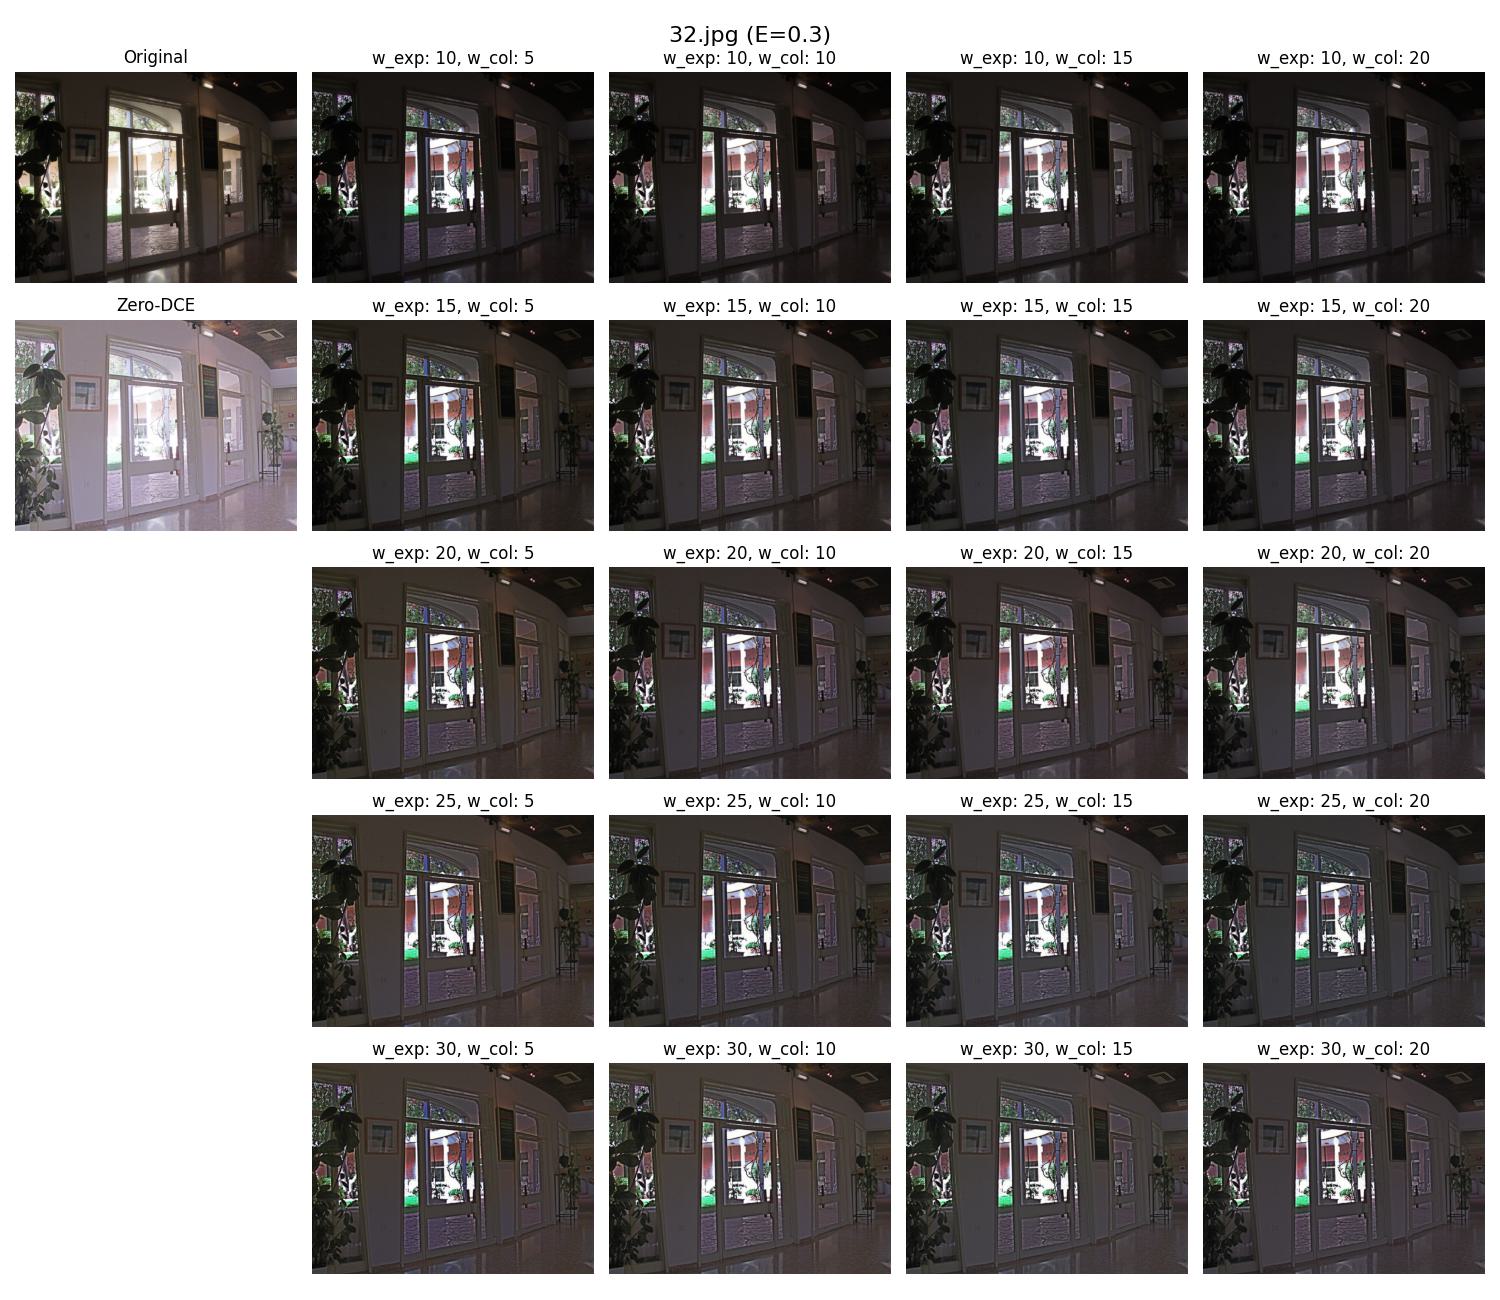 32.jpg (E=0.3)
Original
w_exp: 10, w_col: 5
w_exp: 10, w_col: 10
w_exp: 10, w_col: 15
w_exp: 10, w_col: 20
Zero-DCE
w_exp: 15, w_col: 5
w_exp: 15, w_col: 10
w_exp: 15, w_col: 15
w_exp: 15, w_col: 20
w_exp: 20, w_col: 5
w_exp: 20, w_col: 10
w_exp: 20, w_col: 15
w_exp: 20, w_col: 20
w_exp: 25, w_col: 5
w_exp: 25, w_col: 10
w_exp: 25, w_col: 15
w_exp: 25, w_col: 20
w_exp: 30, w_col: 5
w_exp: 30, w_col: 10
w_exp: 30, w_col: 15
w_exp: 30, w_col: 20